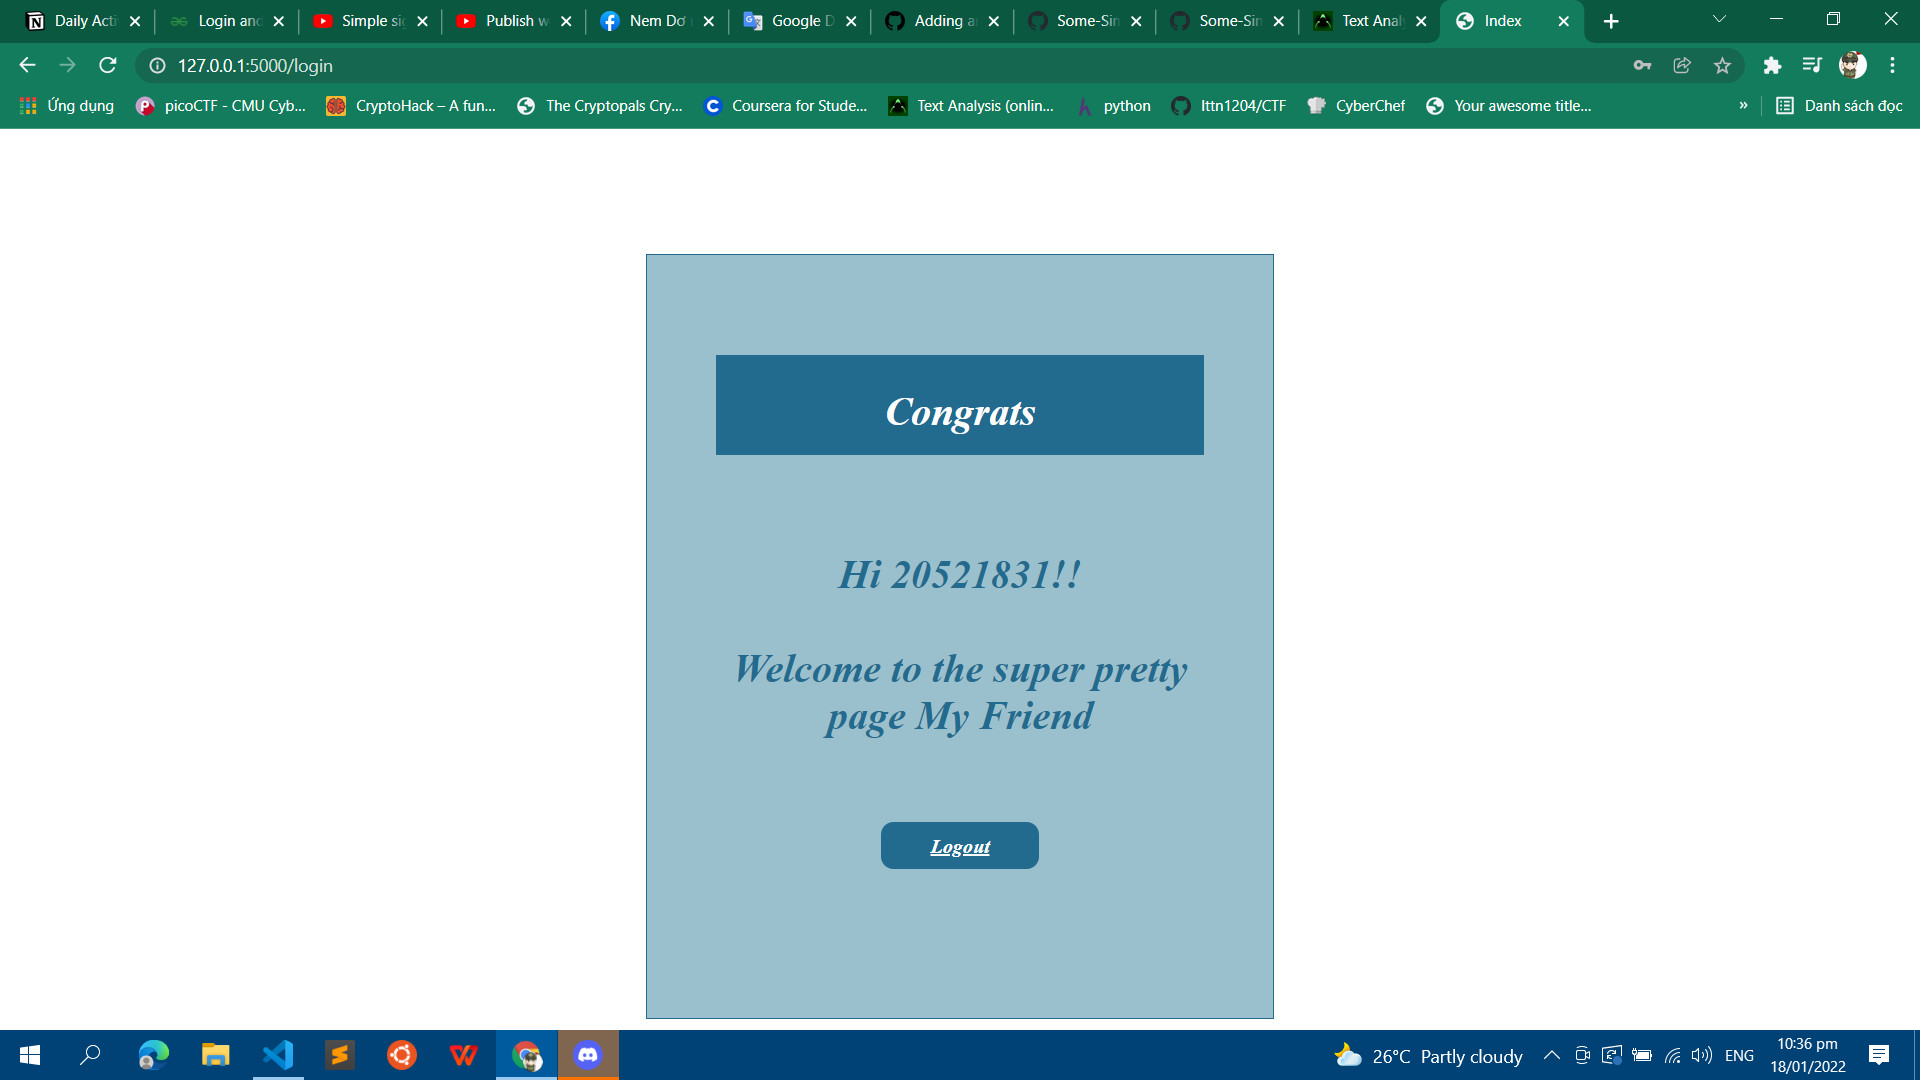 Daily Acti
Login and
Simple si
Publish w
Nem Dơ
Google D
Adding a
Some-Sin
Some-Sin
Text Anal
Index
127.0.0.1:5000/login
Ứng dụng
picoCTF - CMU Cyb...
CryptoHack – A fun...
The Cryptopals Cry...
Coursera for Stude...
Text Analysis (onlin...
python
lttn1204/CTF
CyberChef
Your awesome title...
»
Danh sách đọc
Congrats
Hi 20521831!!
Welcome to the super pretty
page My Friend
Logout
26°C Partly cloudy
ENG
10:36 pm
18/01/2022